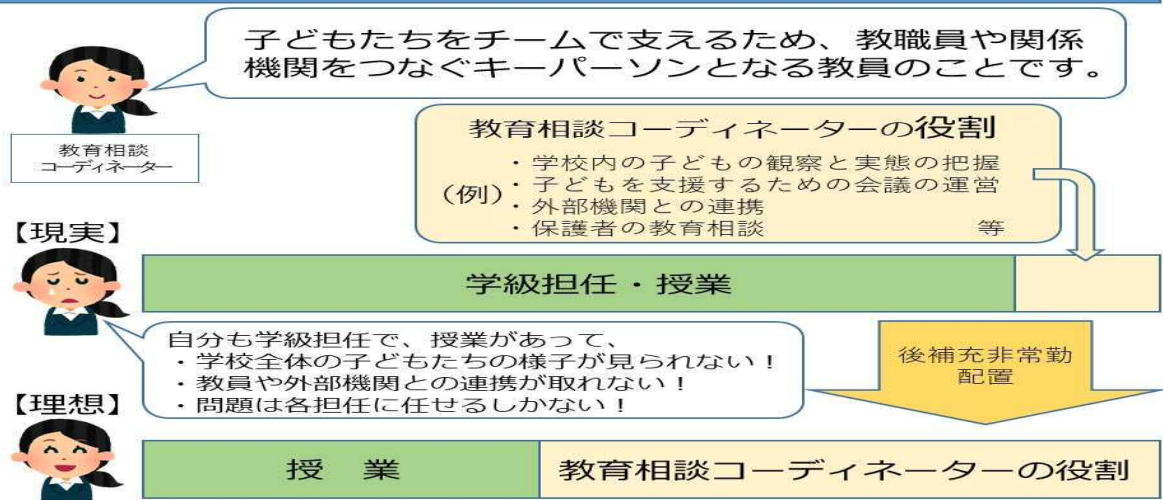 子どもたちをチームで支えるため、教職員や関係
機関をつなぐキーパーソンとなる教員のことです。
教育相談
コーディネーター
教育相談コーディネーターの役割
(例)
・学校内の子どもの観察と実態の把握
・子どもを支援するための会議の運営
・外部機関との連携
・保護者の教育相談 等
【現実】
学級担任・授業
自分も学級担任で、授業があって、
・学校全体の子どもたちの様子が見られない！
・教員や外部機関との連携が取れない！
・問題は各担任に任せるしかない！
後補充非常勤
配置
【理想】
授 業
教育相談コーディネーターの役割